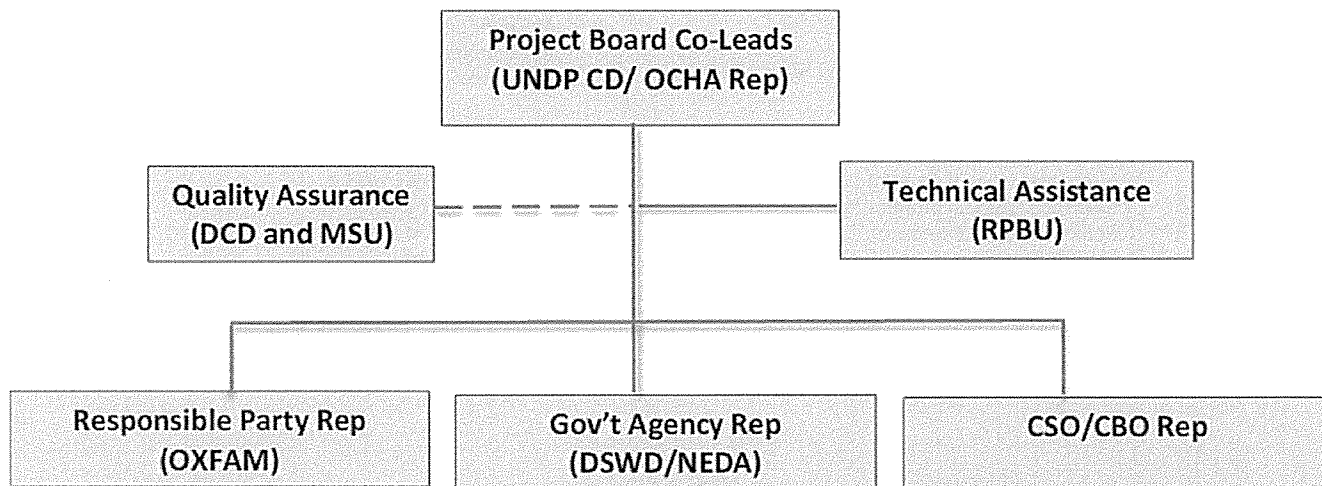 Project Board Co-Leads
(UNDP CD/ OCHA Rep)
Quality Assurance
(DCD and MSU)
Technical Assistance
(RPBU)
Responsible Party Rep
(OXFAM)
Gov't Agency Rep
(DSWD/NEDA)
CSO/CBO Rep